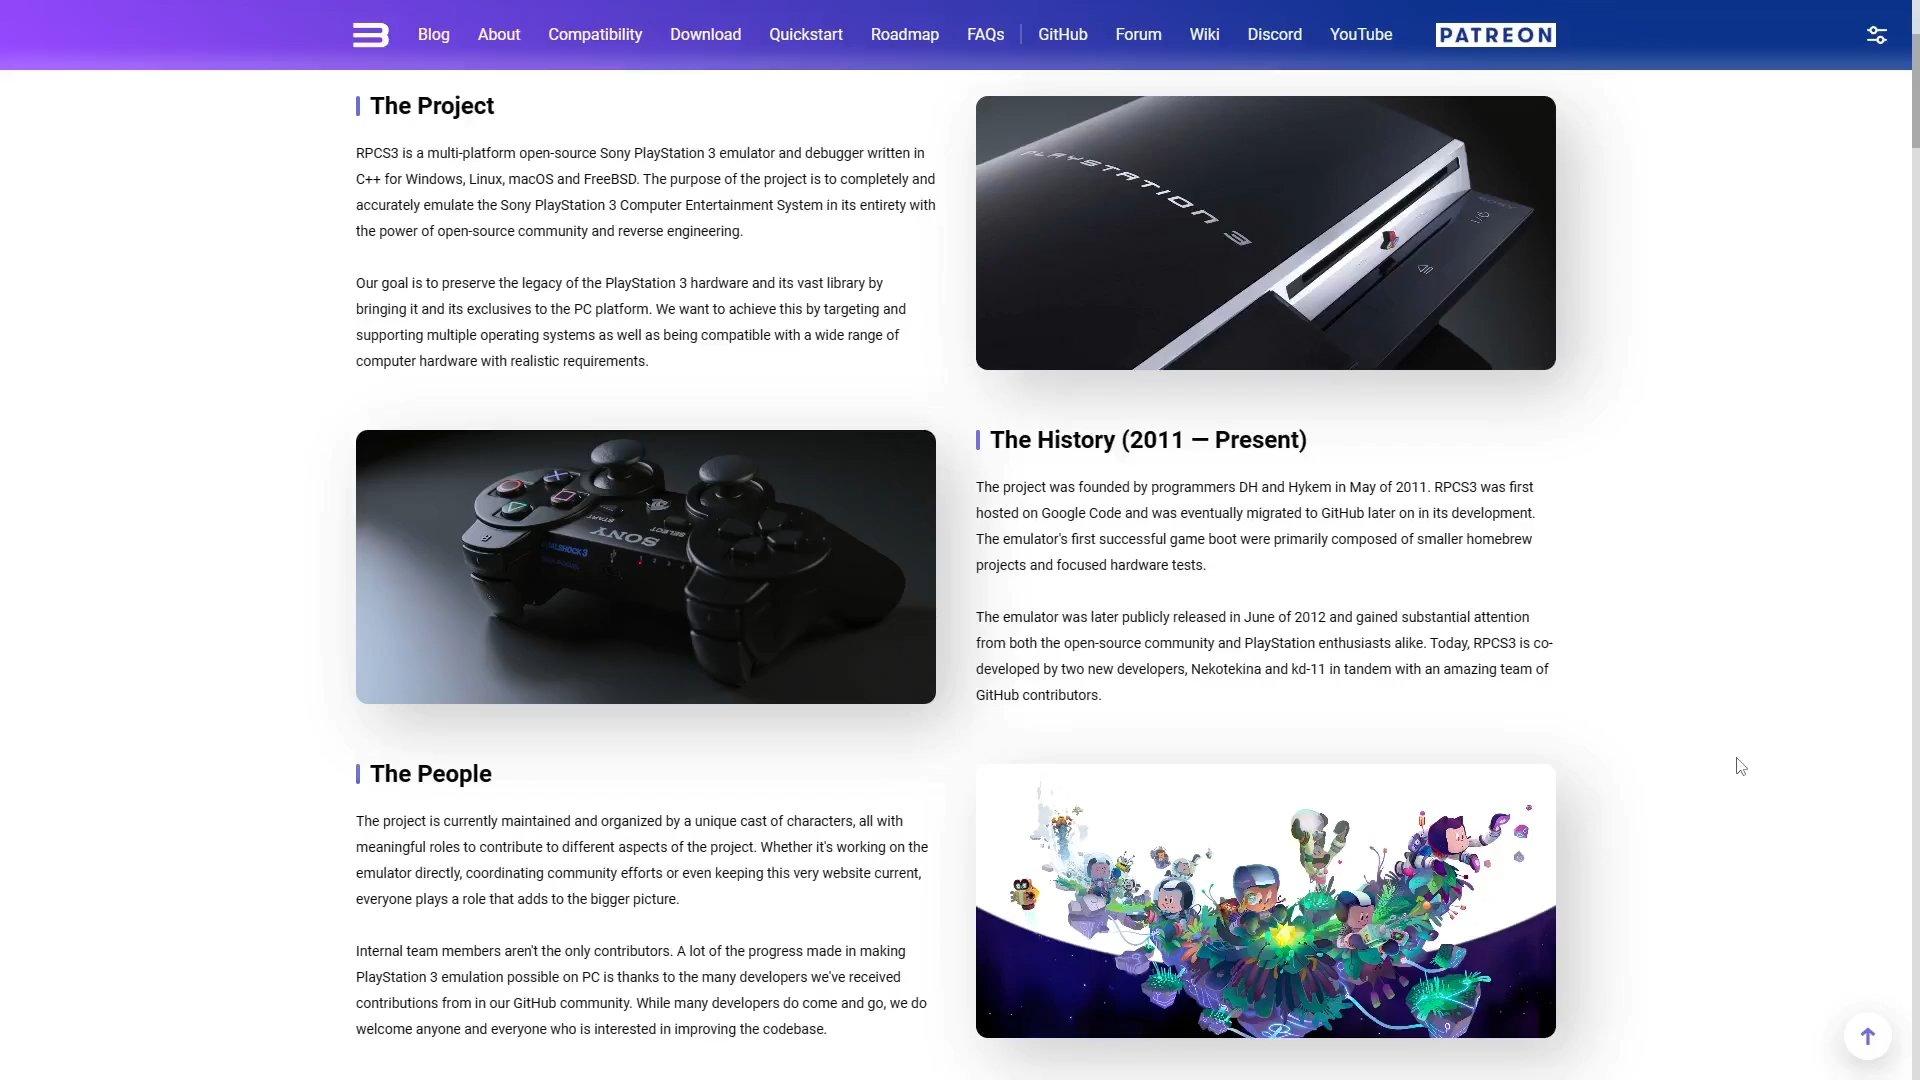 Blog About Compatibility Download Quickstart Roadmap FAQs GitHub Forum Wiki Discord YouTube PATREON
The Project
RPCS3 is a multi-platform open-source Sony PlayStation 3 emulator and debugger written in
C++ for Windows, Linux, macOS and FreeBSD. The purpose of the project is to completely and
accurately emulate the Sony PlayStation 3 Computer Entertainment System in its entirety with
the power of open-source community and reverse engineering.
Our goal is to preserve the legacy of the PlayStation 3 hardware and its vast library by
bringing it and its exclusives to the PC platform. We want to achieve this by targeting and
supporting multiple operating systems as well as being compatible with a wide range of
computer hardware with realistic requirements.
PLAYSTATION 3
SONY
SELECT
START
The History (2011 — Present)
The project was founded by programmers DH and Hykem in May of 2011. RPCS3 was first
hosted on Google Code and was eventually migrated to GitHub later on in its development.
The emulator's first successful game boot were primarily composed of smaller homebrew
projects and focused hardware tests.
The emulator was later publicly released in June of 2012 and gained substantial attention
from both the open-source community and PlayStation enthusiasts alike. Today, RPCS3 is co-
developed by two new developers, Nekotekina and kd-11 in tandem with an amazing team of
GitHub contributors.
The People
The project is currently maintained and organized by a unique cast of characters, all with
meaningful roles to contribute to different aspects of the project. Whether it's working on the
emulator directly, coordinating community efforts or even keeping this very website current,
everyone plays a role that adds to the bigger picture.
Internal team members aren't the only contributors. A lot of the progress made in making
PlayStation 3 emulation possible on PC is thanks to the many developers we've received
contributions from in our GitHub community. While many developers do come and go, we do
welcome anyone and everyone who is interested in improving the codebase.